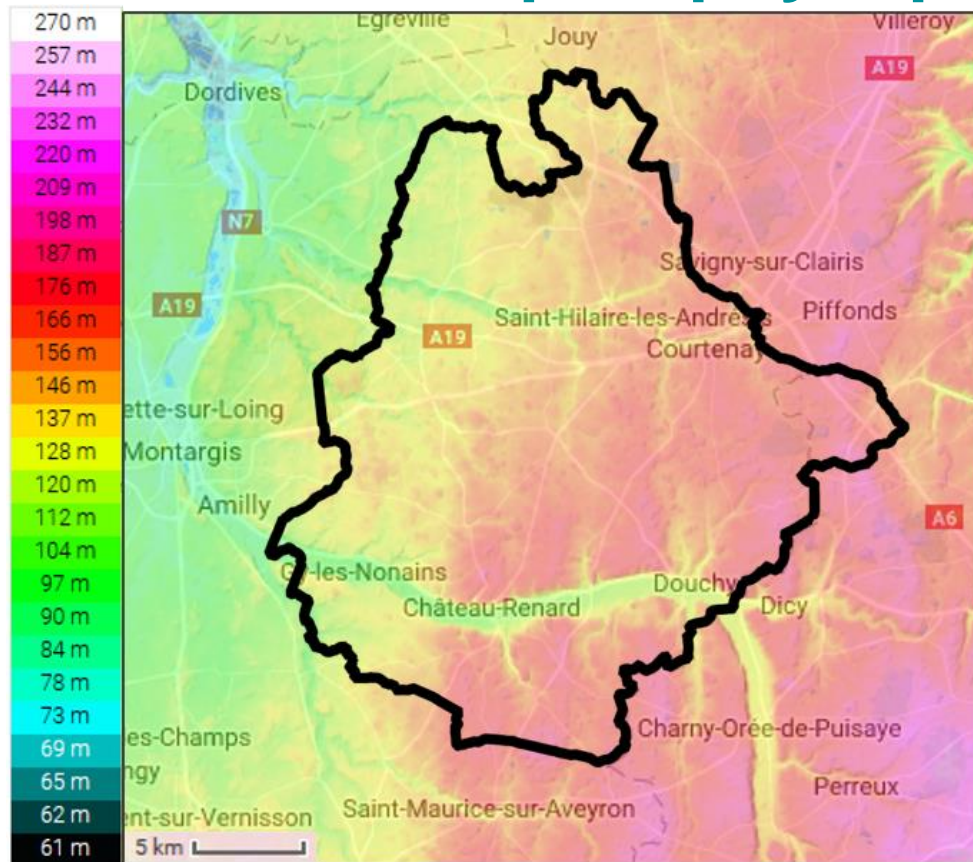 270 m
257 m
244 m
232 m
220 m
209 m
198 m
187 m
176 m
166 m
156 m
146 m
137 m
128 m
120 m
112 m
104 m
97 m
90 m
84 m
78 m
73 m
69 m
65 m
62 m
61 m
Egreville
Villeroy
Jouy
A19
Dordives
N7
Savigny-sur-Clairis
A19
Saint-Hilaire-les-Andrésis
Piffonds
A19
Courtenay
ette-sur-Loing
Montargis
Amilly
A6
Gy-les-Nonains
Douchy
Château-Renard
Dicy
es-Champs
Charny-Orée-de-Puisaye
ngy
Perreux
ent-sur-Vernisson
Saint-Maurice-sur-Aveyron
5 km